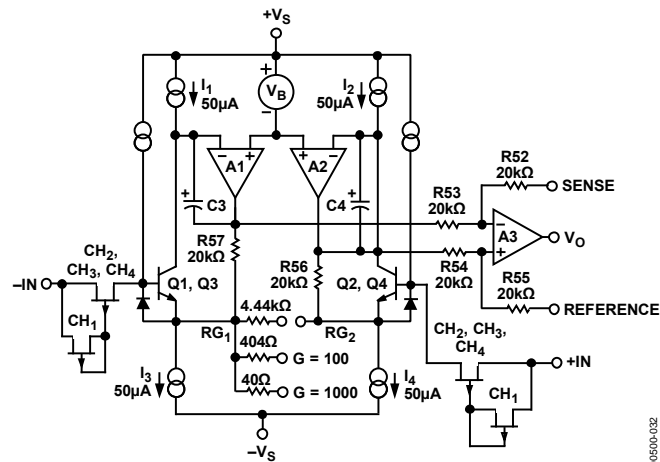 +VS
I1
50µA
+
VB
–
I2
50µA
– +
A1
+ –
A2
+
C3
C4
+
R57
20kΩ
R56
20kΩ
R53
20kΩ
R54
20kΩ
R52
20kΩ
SENSE
–
A3
+
VO
R55
20kΩ
REFERENCE
CH2,
CH3, CH4
–IN
CH1
Q1, Q3
Q2, Q4
4.44kΩ
RG1
RG2
404Ω
G = 100
40Ω
G = 1000
I3
50µA
I4
50µA
CH2, CH3,
CH4
+IN
CH1
–VS
00500-032